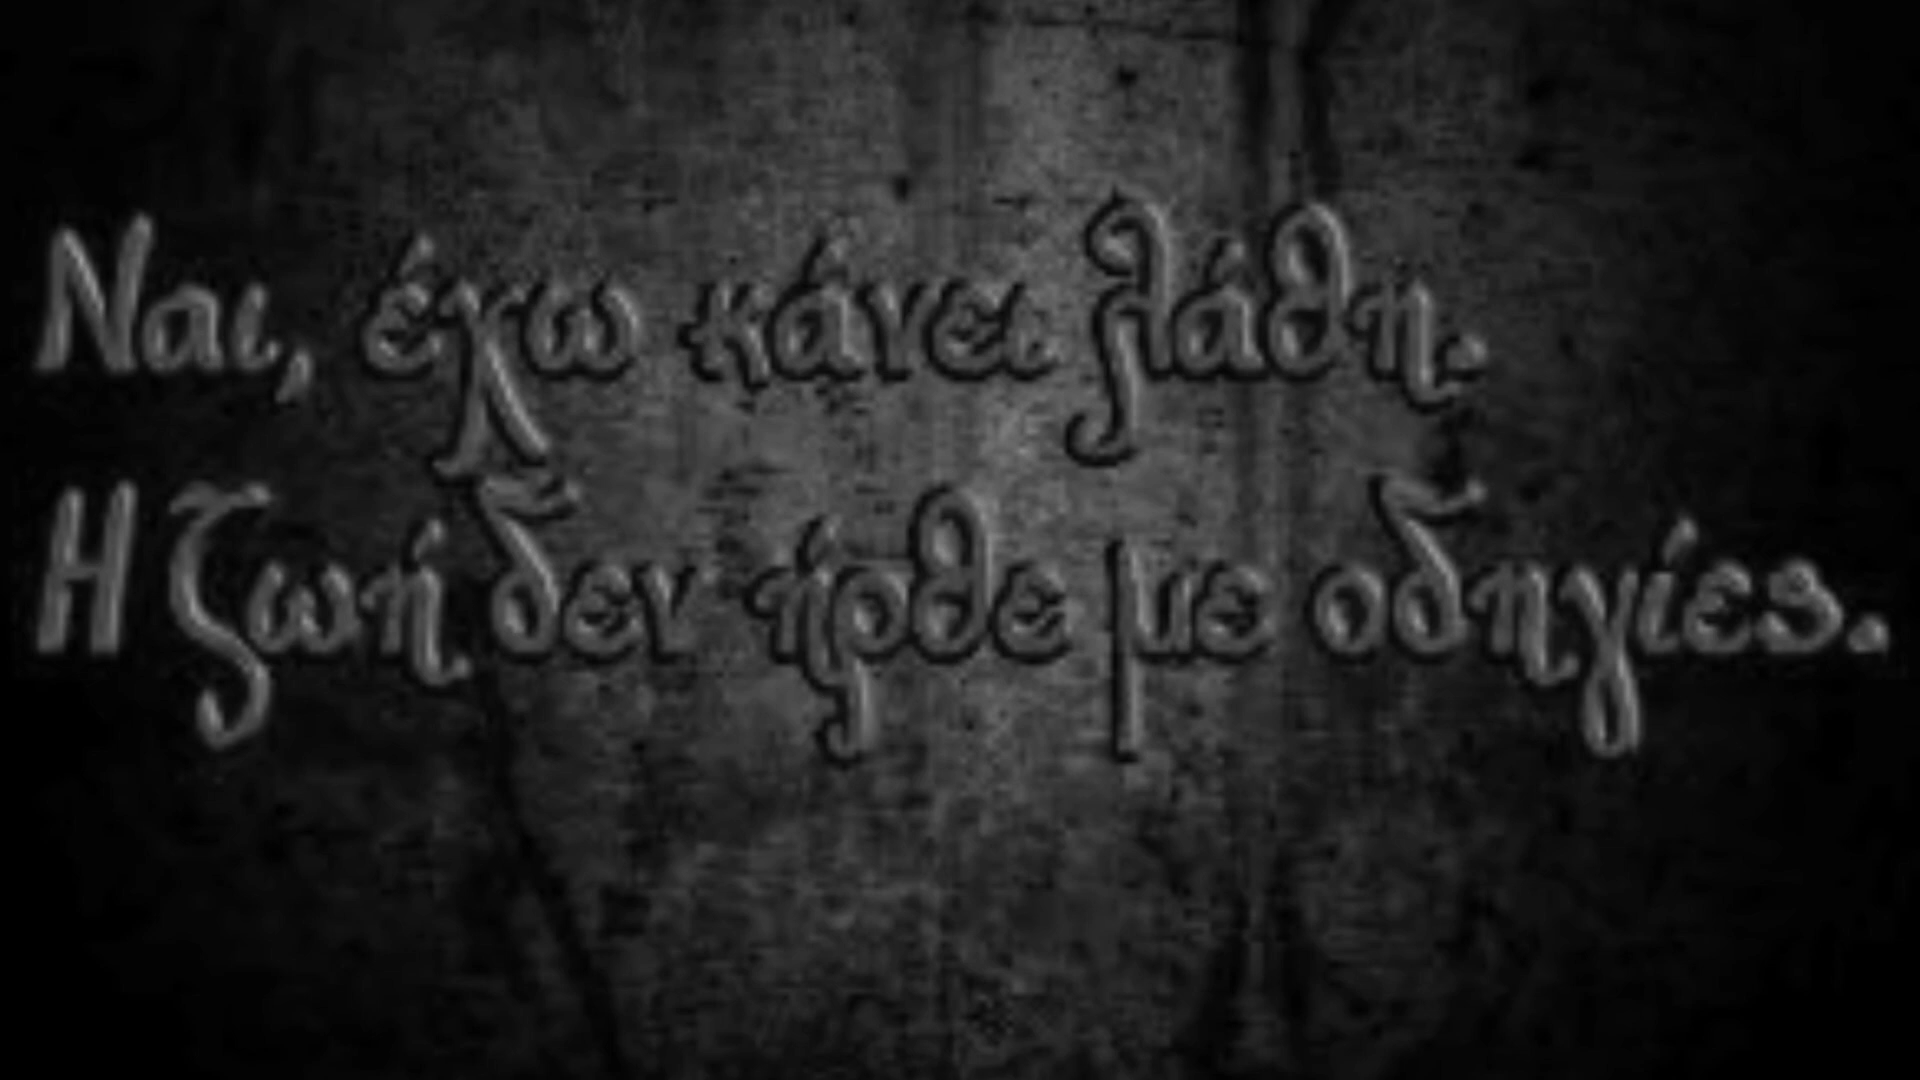 Ναι, έχω κάνει λάθη.
Η ζωή δεν ήρθε με οδηγίες.